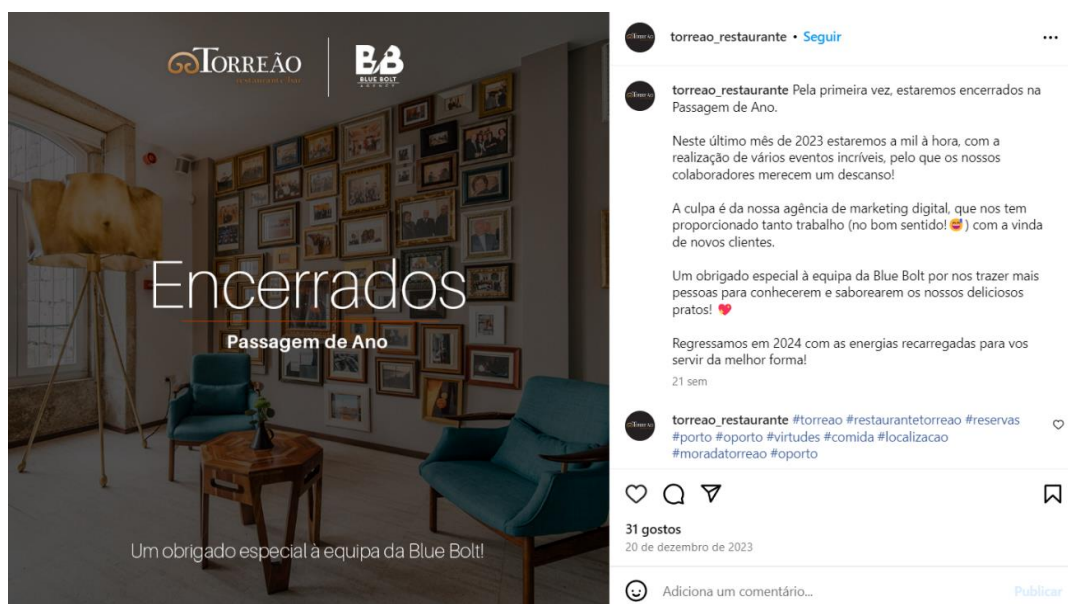 TORREÃO
restaurante bar
BB
BLUE BOLT
AGENCY
Encerrados
Passagem de Ano
Um obrigado especial à equipa da Blue Bolt!
torreao_restaurante • Seguir
torreao_restaurante Pela primeira vez, estaremos encerrados na
Passagem de Ano.
Neste último mês de 2023 estaremos a mil à hora, com a
realização de vários eventos incríveis, pelo que os nossos
colaboradores merecem um descanso!
A culpa é da nossa agência de marketing digital, que nos tem
proporcionado tanto trabalho (no bom sentido!😅) com a vinda
de novos clientes.
Um obrigado especial à equipa da Blue Bolt por nos trazer mais
pessoas para conhecerem e saborearem os nossos deliciosos
pratos! 💖
Regressamos em 2024 com as energias recarregadas para vos
servir da melhor forma!
21 sem
torreao_restaurante #torreao #restaurantetorreao #reservas
#porto #oporto #virtudes #comida #localizacao
#moradatorreao #oporto
31 gostos
20 de dezembro de 2023
Adiciona um comentário...
Publicar